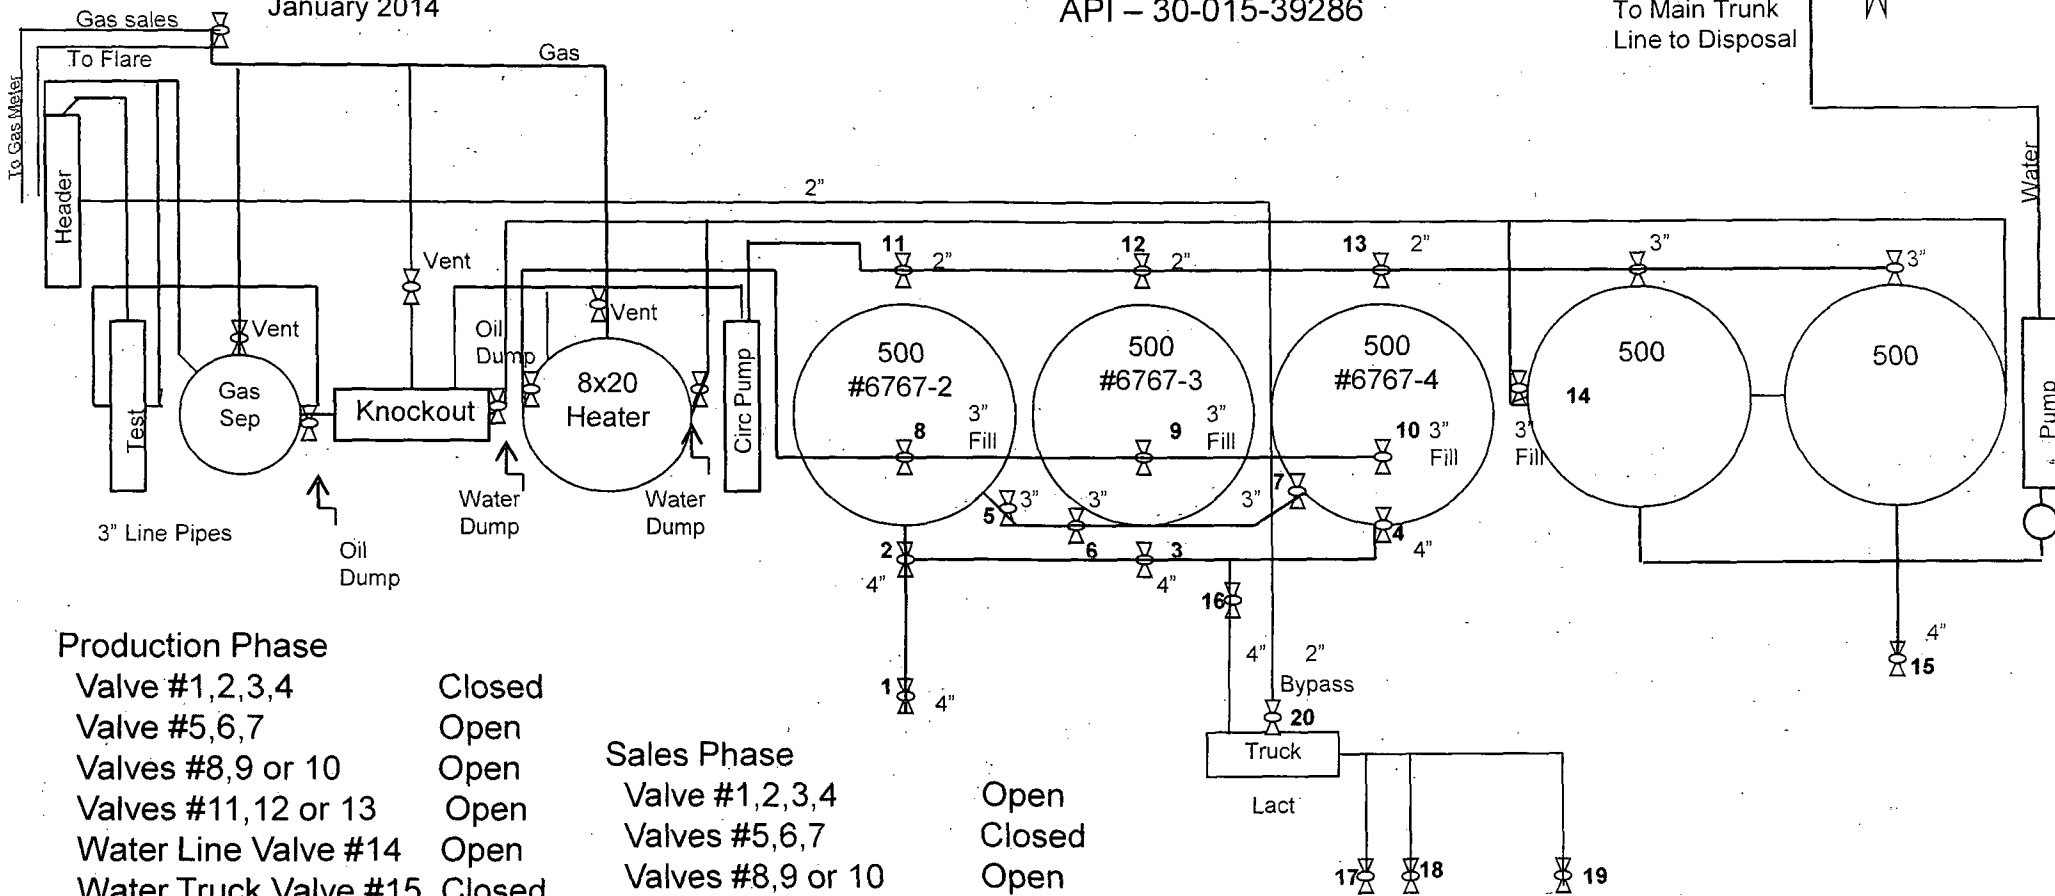 January 2014
API – 30-015-39286
To Main Trunk
Line to Disposal
Gas sales
To Flare
Gas
To Gas Meter
Header
2”
Water
Vent
11
2”
12
2”
13
2”
3”
3”
Vent
Vent
Oil
Dump
Gas
Sep
Knockout
8x20
Heater
Circ Pump
Test
500
#6767-2
500
#6767-3
500
#6767-4
500
500
14
Pump
3”
Fill
3”
Fill
3”
Fill
3”
Fill
8
9
10
Water
Dump
Water
Dump
3” Line Pipes
Oil
Dump
5
3”
3”
3”
7
6
2
4”
3
4”
4
4”
16
4”
2”
Bypass
20
1
4”
4”
15
Truck
Lact
17
18
19
Production Phase
Valve #1,2,3,4 Closed
Valve #5,6,7 Open
Valves #8,9 or 10 Open
Valves #11,12 or 13 Open
Water Line Valve #14 Open
Water Truck Valve #15 Closed
Sales Phase
Valve #1,2,3,4 Open
Valves #5,6,7 Closed
Valves #8,9 or 10 Open